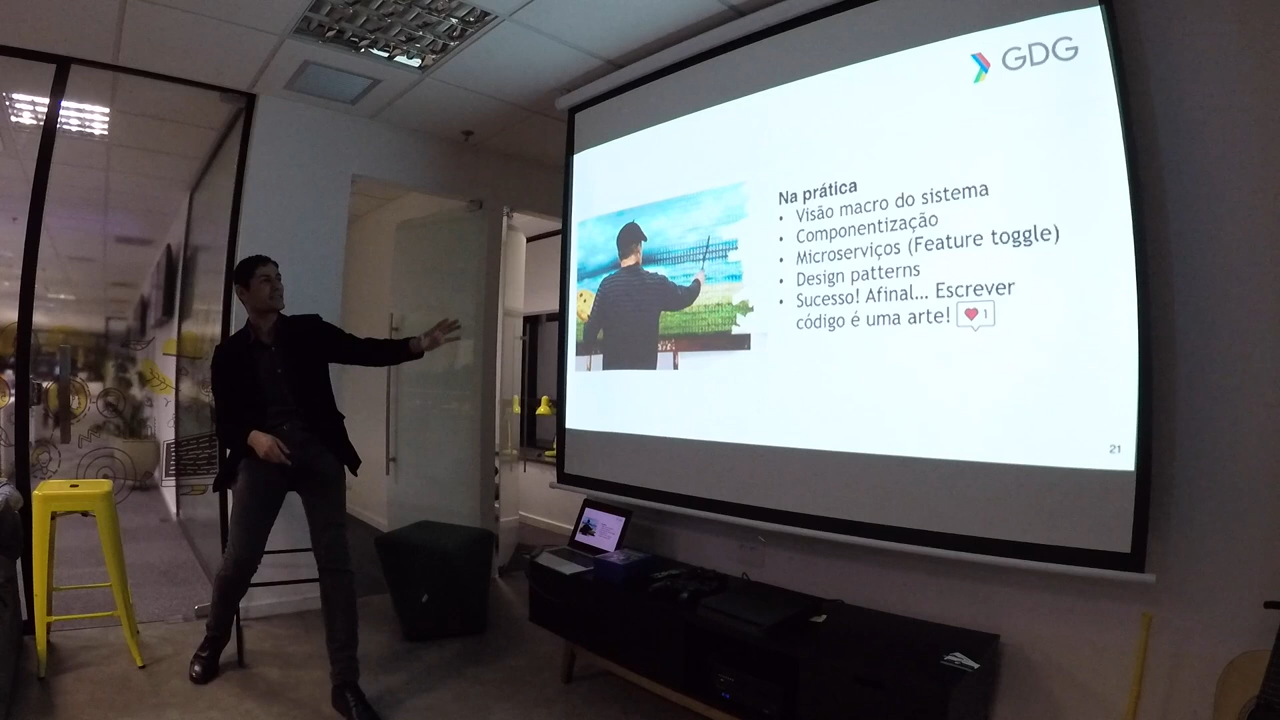 GDG
Na prática
• Visão macro do sistema
• Componentização
• Microserviços (Feature toggle)
• Design patterns
• Sucesso! Afinal... Escrever
código é uma arte! 1
21